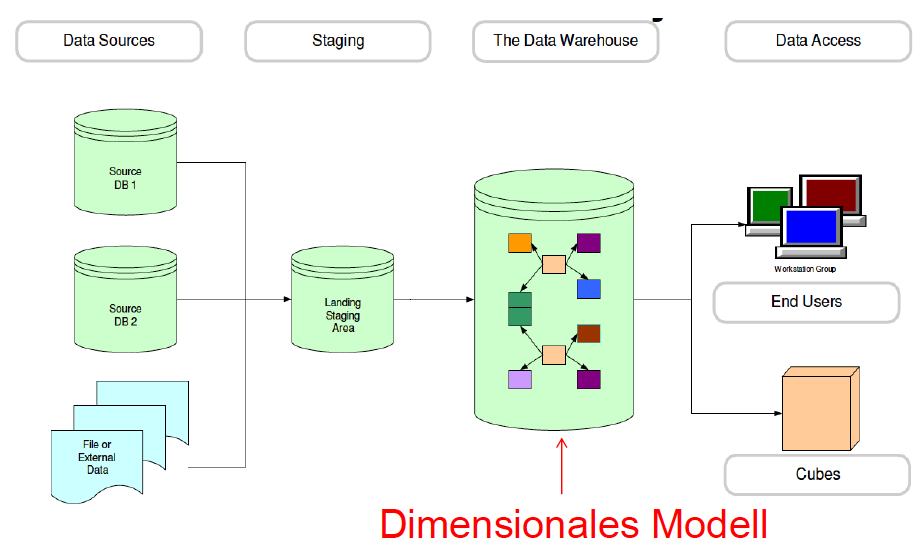 Data Sources
Staging
The Data Warehouse
Data Access
Source
DB 1
Source
DB 2
Landing
Staging
Area
File or
External
Data
Workstation Group
End Users
Cubes
Dimensionales Modell